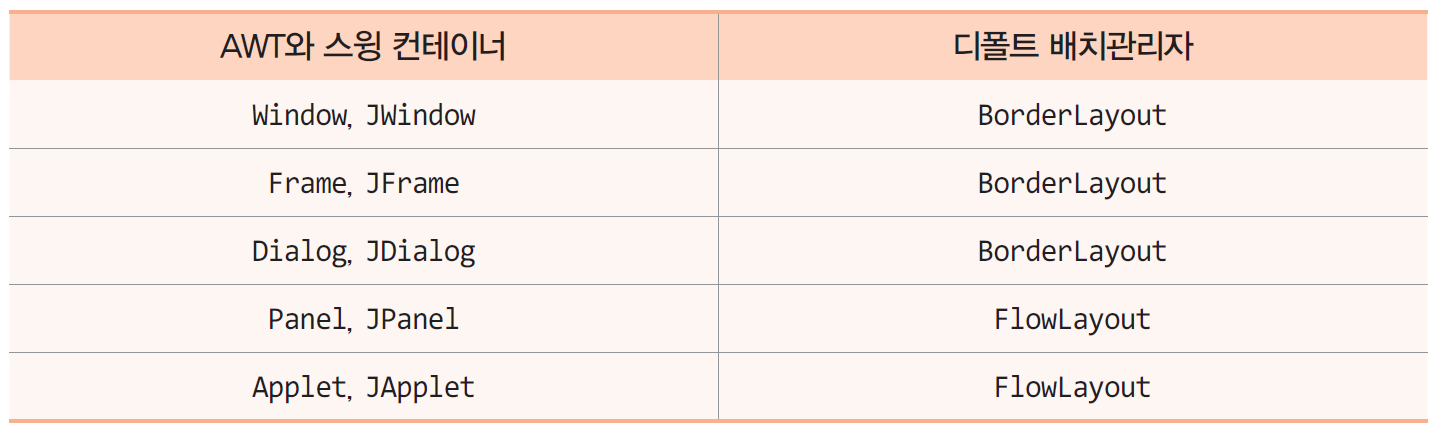 AWT와 스윙 컨테이너 디폴트 배치관리자
Window, JWindow BorderLayout
Frame, JFrame BorderLayout
Dialog, JDialog BorderLayout
Panel, JPanel FlowLayout
Applet, JApplet FlowLayout